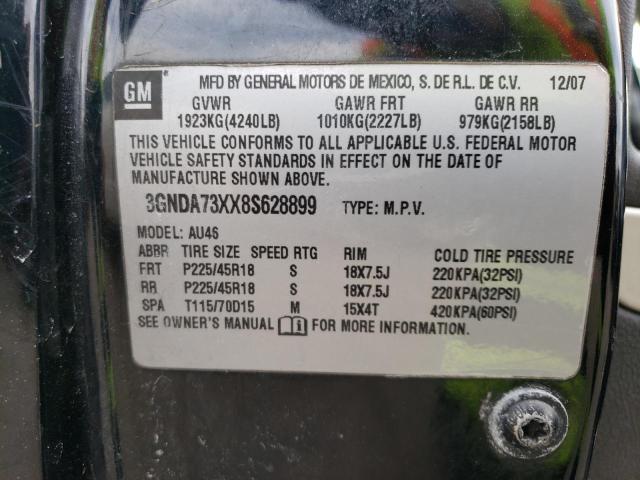 GM
MFD BY GENERAL MOTORS DE MEXICO, S. DE R.L. DE C.V. 12/07
GVWR GAWR FRT GAWR RR
1923KG(4240LB) 1010KG(2227LB) 979KG(2158LB)
THIS VEHICLE CONFORMS TO ALL APPLICABLE U.S. FEDERAL MOTOR
VEHICLE SAFETY STANDARDS IN EFFECT ON THE DATE OF
MANUFACTURE SHOWN ABOVE.
3GNDA73XX8S628899 TYPE: M.P.V.
MODEL: AU46
ABBR TIRE SIZE SPEED RTG RIM COLD TIRE PRESSURE
FRT P225/45R18 S 18X7.5J 220KPA(32PSI)
RR P225/45R18 S 18X7.5J 220KPA(32PSI)
SPA T115/70D15 M 15X4T 420KPA(60PSI)
SEE OWNER'S MANUAL FOR MORE INFORMATION.